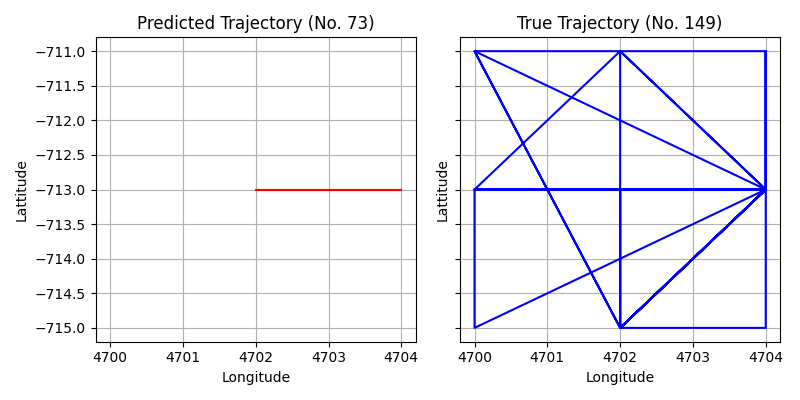 Predicted Trajectory (No. 73)
−711.0
−711.5
−712.0
−712.5
−713.0
−713.5
−714.0
−714.5
−715.0
Lattitude
4700 4701 4702 4703 4704
Longitude
True Trajectory (No. 149)
Lattitude
4700 4701 4702 4703 4704
Longitude